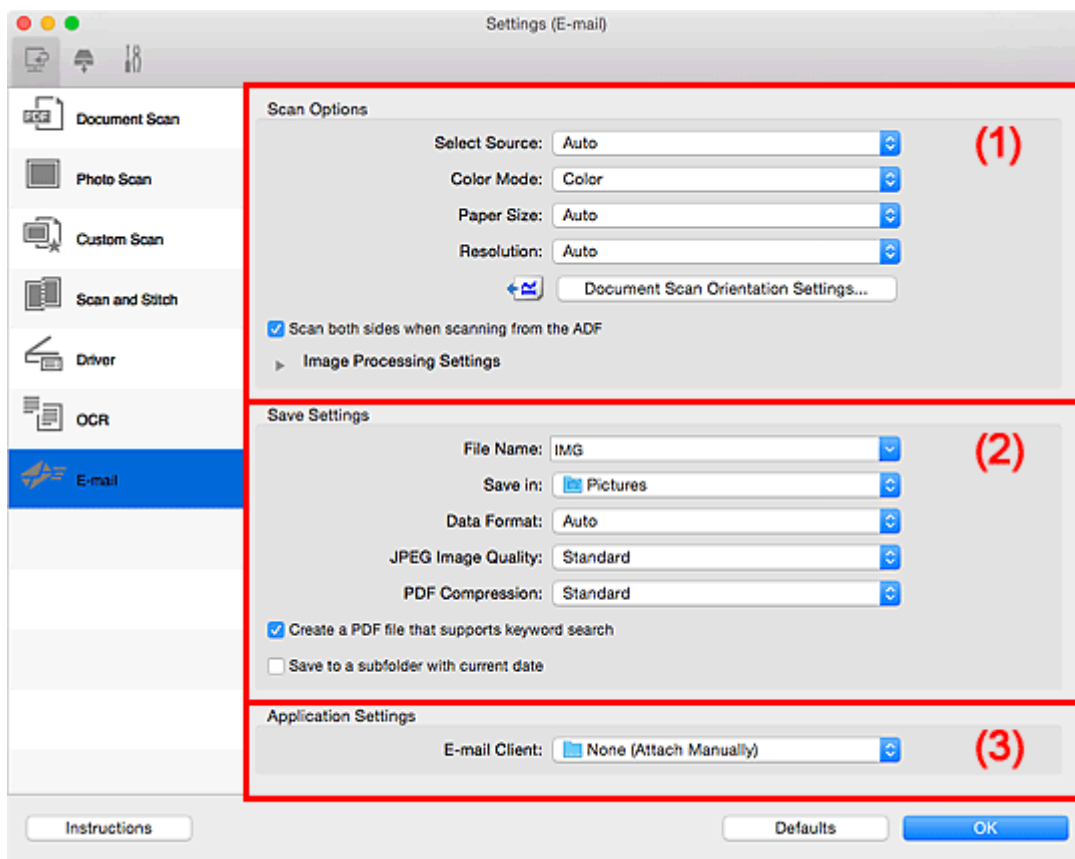 Settings (E-mail)
Document Scan
Photo Scan
Custom Scan
Scan and Stitch
Driver
OCR
E-mail
Scan Options
(1)
Select Source: Auto
Color Mode: Color
Paper Size: Auto
Resolution: Auto
Document Scan Orientation Settings...
Scan both sides when scanning from the ADF
Image Processing Settings
Save Settings
(2)
File Name: IMG
Save in: Pictures
Data Format: Auto
JPEG Image Quality: Standard
PDF Compression: Standard
Create a PDF file that supports keyword search
Save to a subfolder with current date
Application Settings
(3)
E-mail Client: None (Attach Manually)
Instructions
Defaults
OK